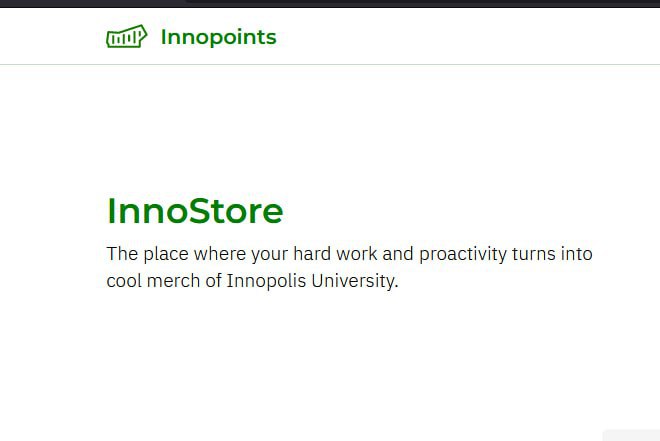 Innopoints
InnoStore
The place where your hard work and proactivity turns into
cool merch of Innopolis University.